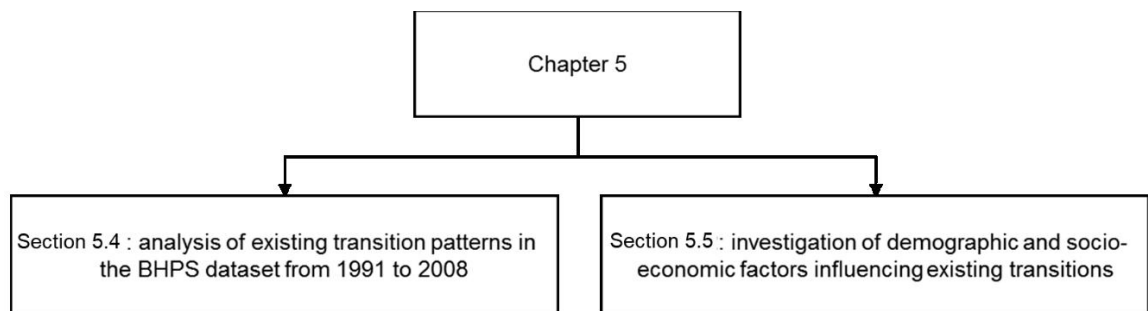 Chapter 5
Section 5.4 : analysis of existing transition patterns in
the BHPS dataset from 1991 to 2008
Section 5.5 : investigation of demographic and socio-
economic factors influencing existing transitions